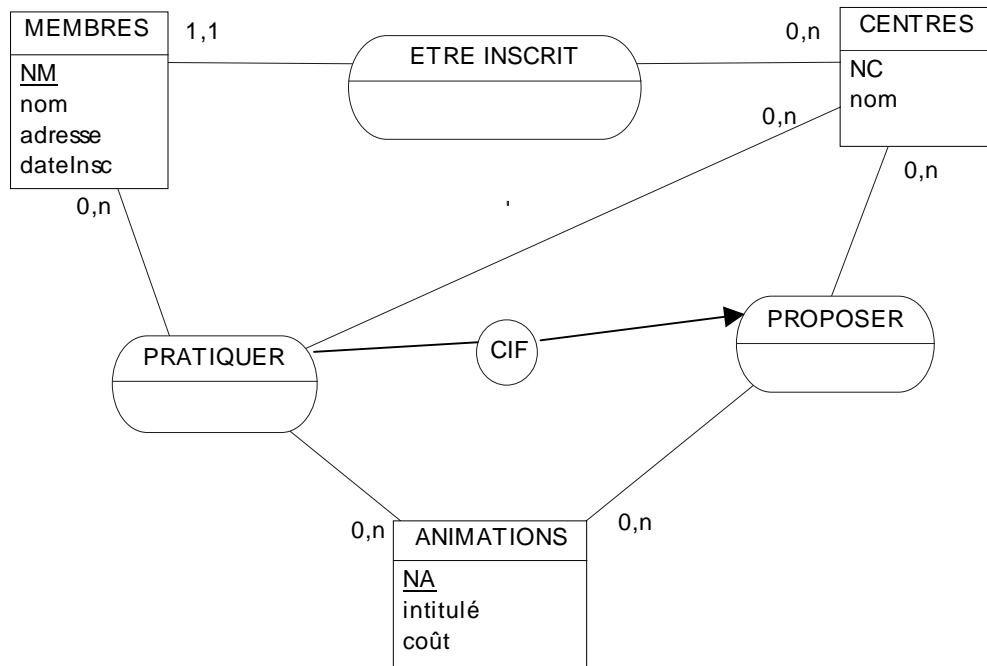 MEMBRES
NM
nom
adresse
dateInsc
1,1
ETRE INSCRIT
0,n
CENTRES
NC
nom
0,n
0,n
0,n
PRATIQUER
CIF
PROPOSER
0,n
ANIMATIONS
NA
intitulé
coût
0,n